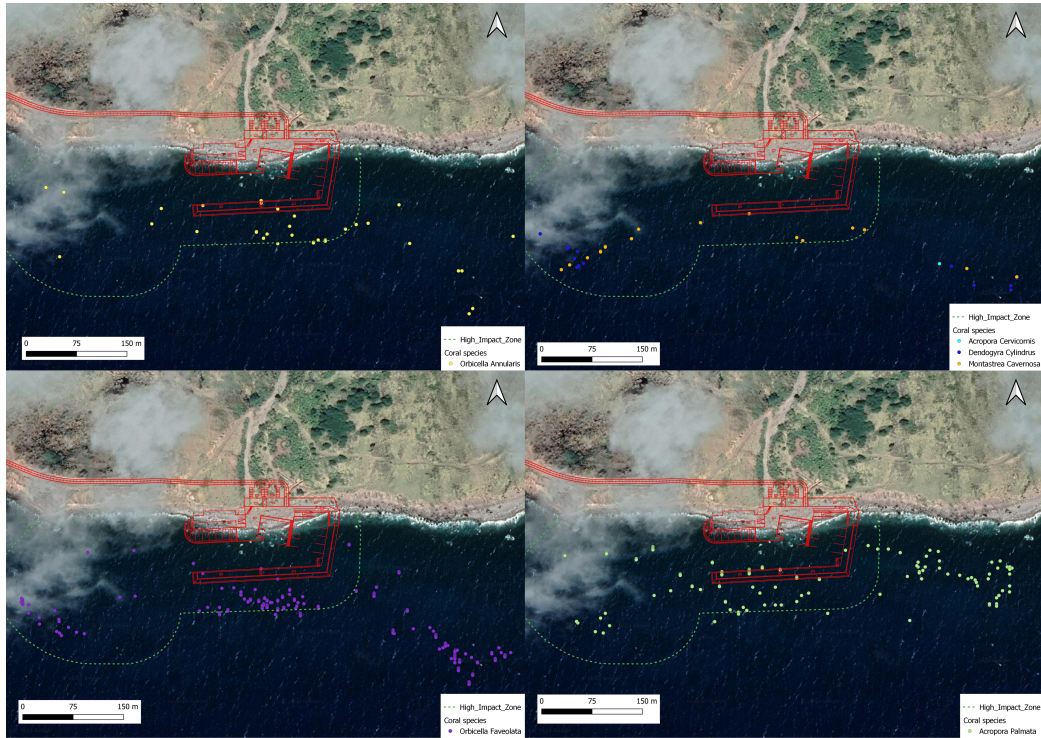 0 75 150 m
High_Impact_Zone
Coral species
Orbicella Annularis
0 75 150 m
High_Impact_Zone
Coral species
Acropora Cervicornis
Dendogyra Cylindrus
Montastrea Cavernosa
0 75 150 m
High_Impact_Zone
Coral species
Orbicella Faveolata
0 75 150 m
High_Impact_Zone
Coral species
Acropora Palmata